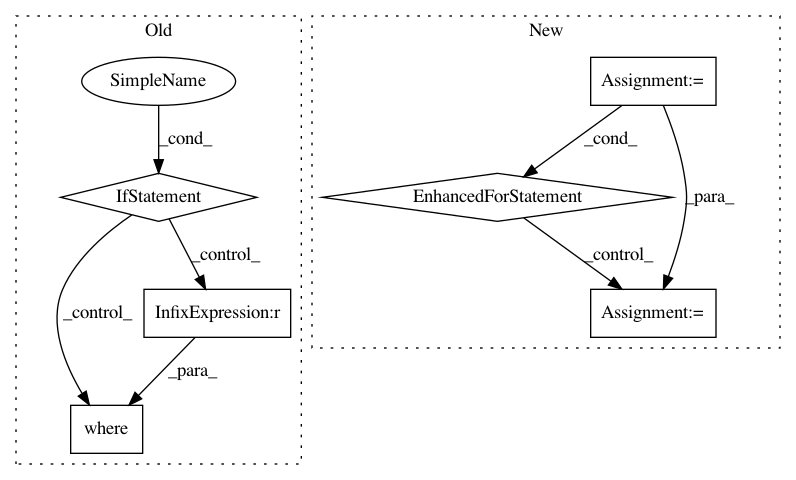 Old
New
SimpleName
Assignment:=
_cond_
_cond_
IfStatement
EnhancedForStatement
_para_
_control_
_control_
_control_
InfixExpression:r
Assignment:=
_para_
where